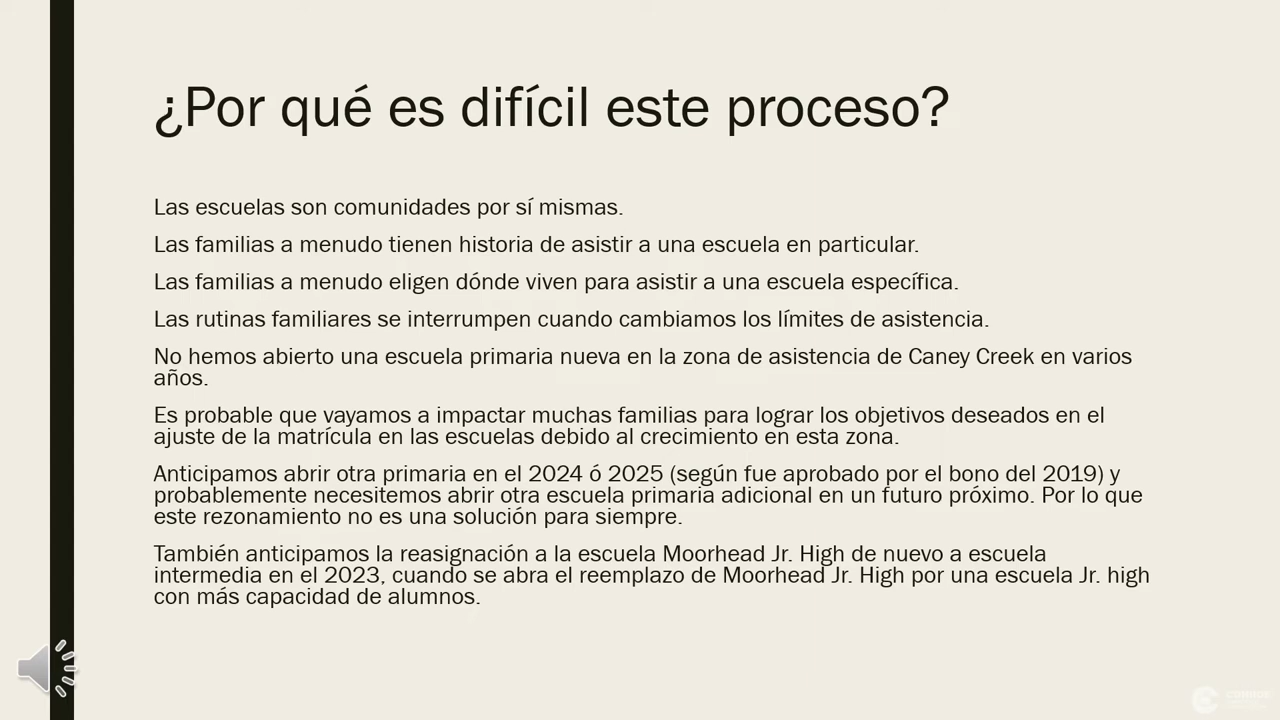 ¿Por qué es difícil este proceso?
Las escuelas son comunidades por sí mismas.
Las familias a menudo tienen historia de asistir a una escuela en particular.
Las familias a menudo eligen dónde viven para asistir a una escuela específica.
Las rutinas familiares se interrumpen cuando cambiamos los límites de asistencia.
No hemos abierto una escuela primaria nueva en la zona de asistencia de Caney Creek en varios
años.
Es probable que vayamos a impactar muchas familias para lograr los objetivos deseados en el
ajuste de la matrícula en las escuelas debido al crecimiento en esta zona.
Anticipamos abrir otra primaria en el 2024 ó 2025 (según fue aprobado por el bono del 2019) y
probablemente necesitemos abrir otra escuela primaria adicional en un futuro próximo. Por lo que
este rezonamiento no es una solución para siempre.
También anticipamos la reasignación a la escuela Moorhead Jr. High de nuevo a escuela
intermedia en el 2023, cuando se abra el reemplazo de Moorhead Jr. High por una escuela Jr. high
con más capacidad de alumnos.